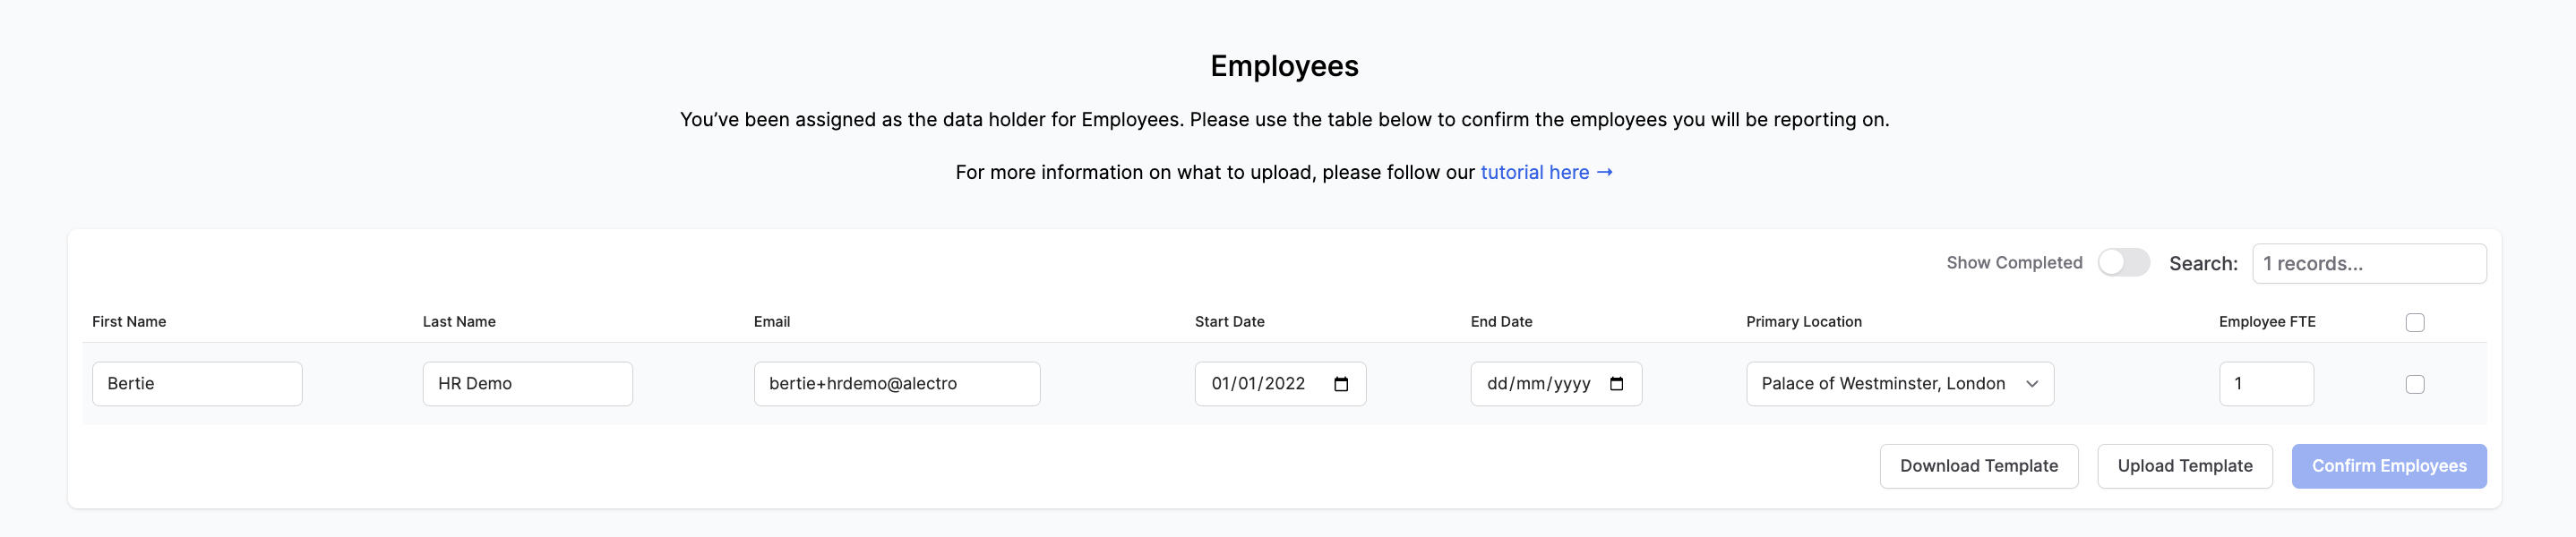 Employees
You’ve been assigned as the data holder for Employees. Please use the table below to confirm the employees you will be reporting on.
For more information on what to upload, please follow our tutorial here →
Show Completed Search: 1 records...
First Name Last Name Email Start Date End Date Primary Location Employee FTE
Bertie HR Demo bertie+hrdemo@alectro 01/01/2022 dd/mm/yyyy Palace of Westminster, London 1
Download Template Upload Template Confirm Employees